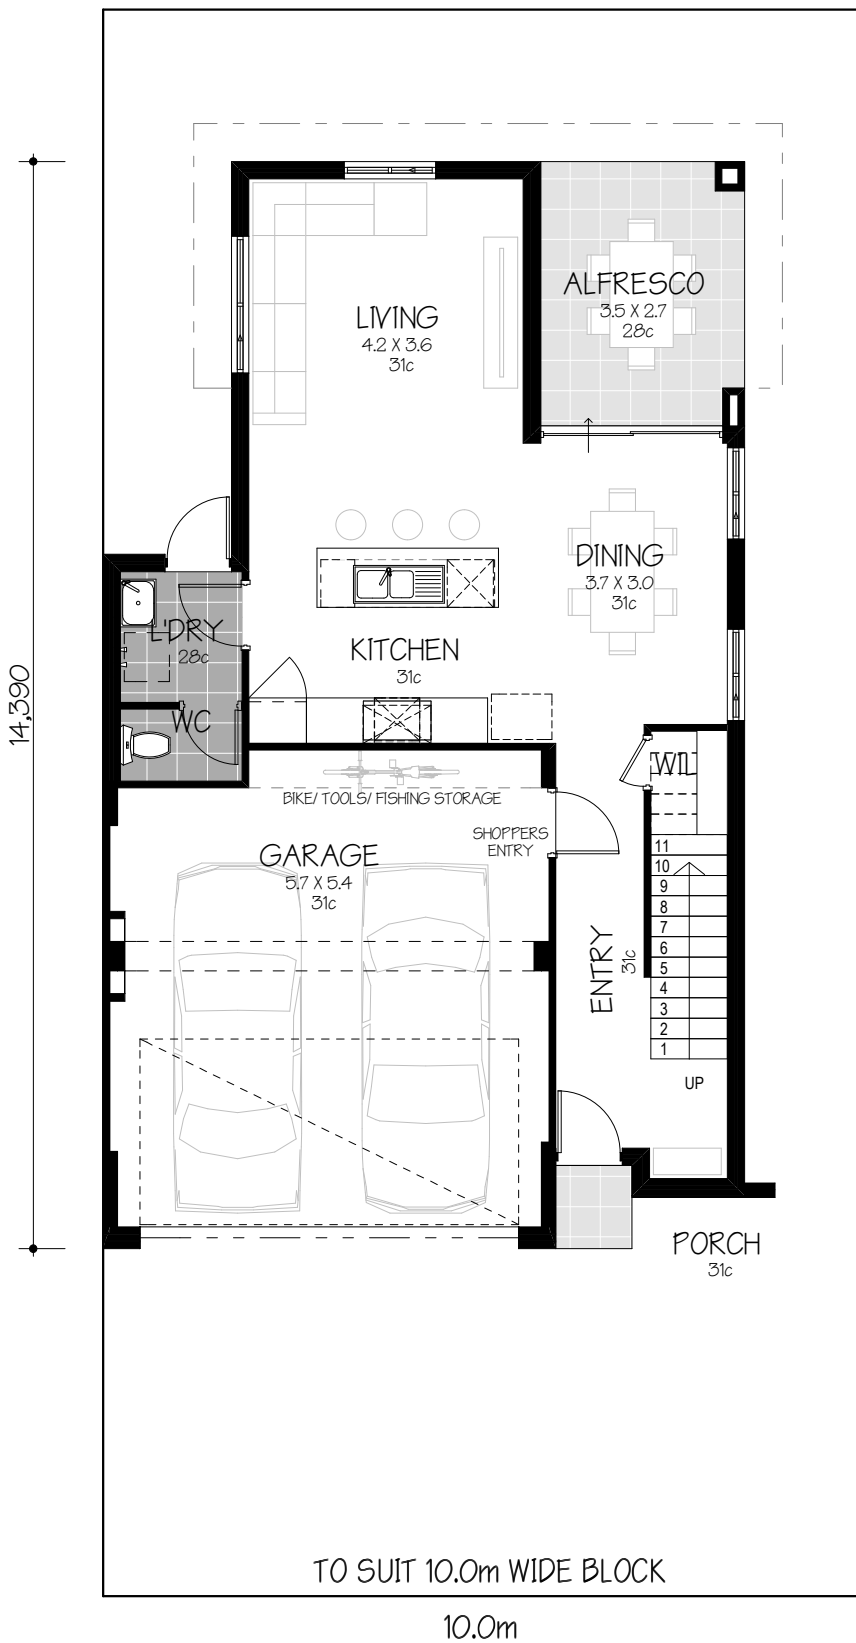 ALFRESCO
3.5 X 2.7
28c
LIVING
4.2 X 3.6
31c
DINING
3.7 X 3.0
31c
L'DRY
28c
KITCHEN
31c
14,390
WC
WIL
BIKE/ TOOLS/ FISHING STORAGE
SHOPPERS
ENTRY
GARAGE
5.7 X 5.4
31c
11
10
9
8
7
6
5
4
3
2
1
ENTRY
31c
UP
PORCH
31c
TO SUIT 10.0m WIDE BLOCK
10.0m